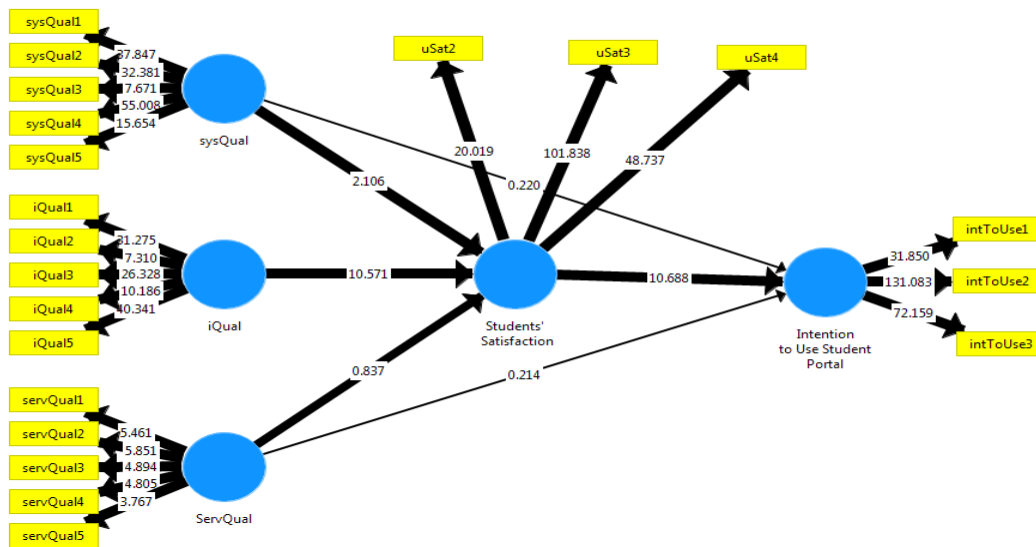 sysQual1
sysQual2
sysQual3
sysQual4
sysQual5
37.847
32.381
7.671
55.008
15.654
sysQual
uSat2
uSat3
uSat4
20.019
101.838
48.737
2.106
0.220
iQual1
iQual2
iQual3
iQual4
iQual5
31.275
7.310
26.328
10.186
40.341
iQual
10.571
Students'
Satisfaction
10.688
Intention
to Use Student
Portal
31.850
131.083
72.159
intToUse1
intToUse2
intToUse3
0.837
0.214
servQual1
servQual2
servQual3
servQual4
servQual5
5.461
5.851
4.894
4.805
3.767
ServQual